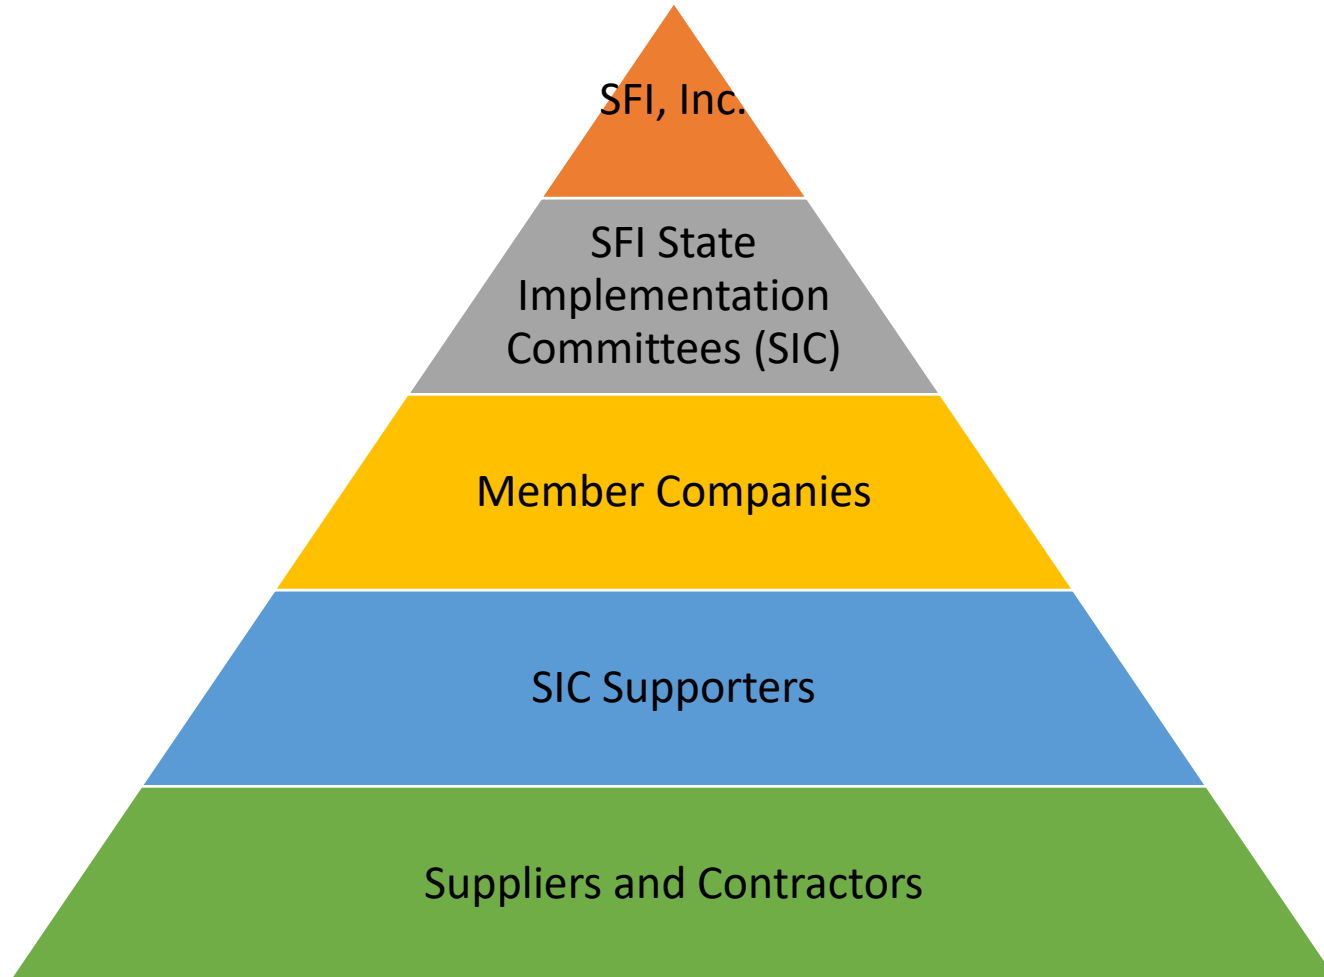 SFI, Inc.
SFI State
Implementation
Committees (SIC)
Member Companies
SIC Supporters
Suppliers and Contractors